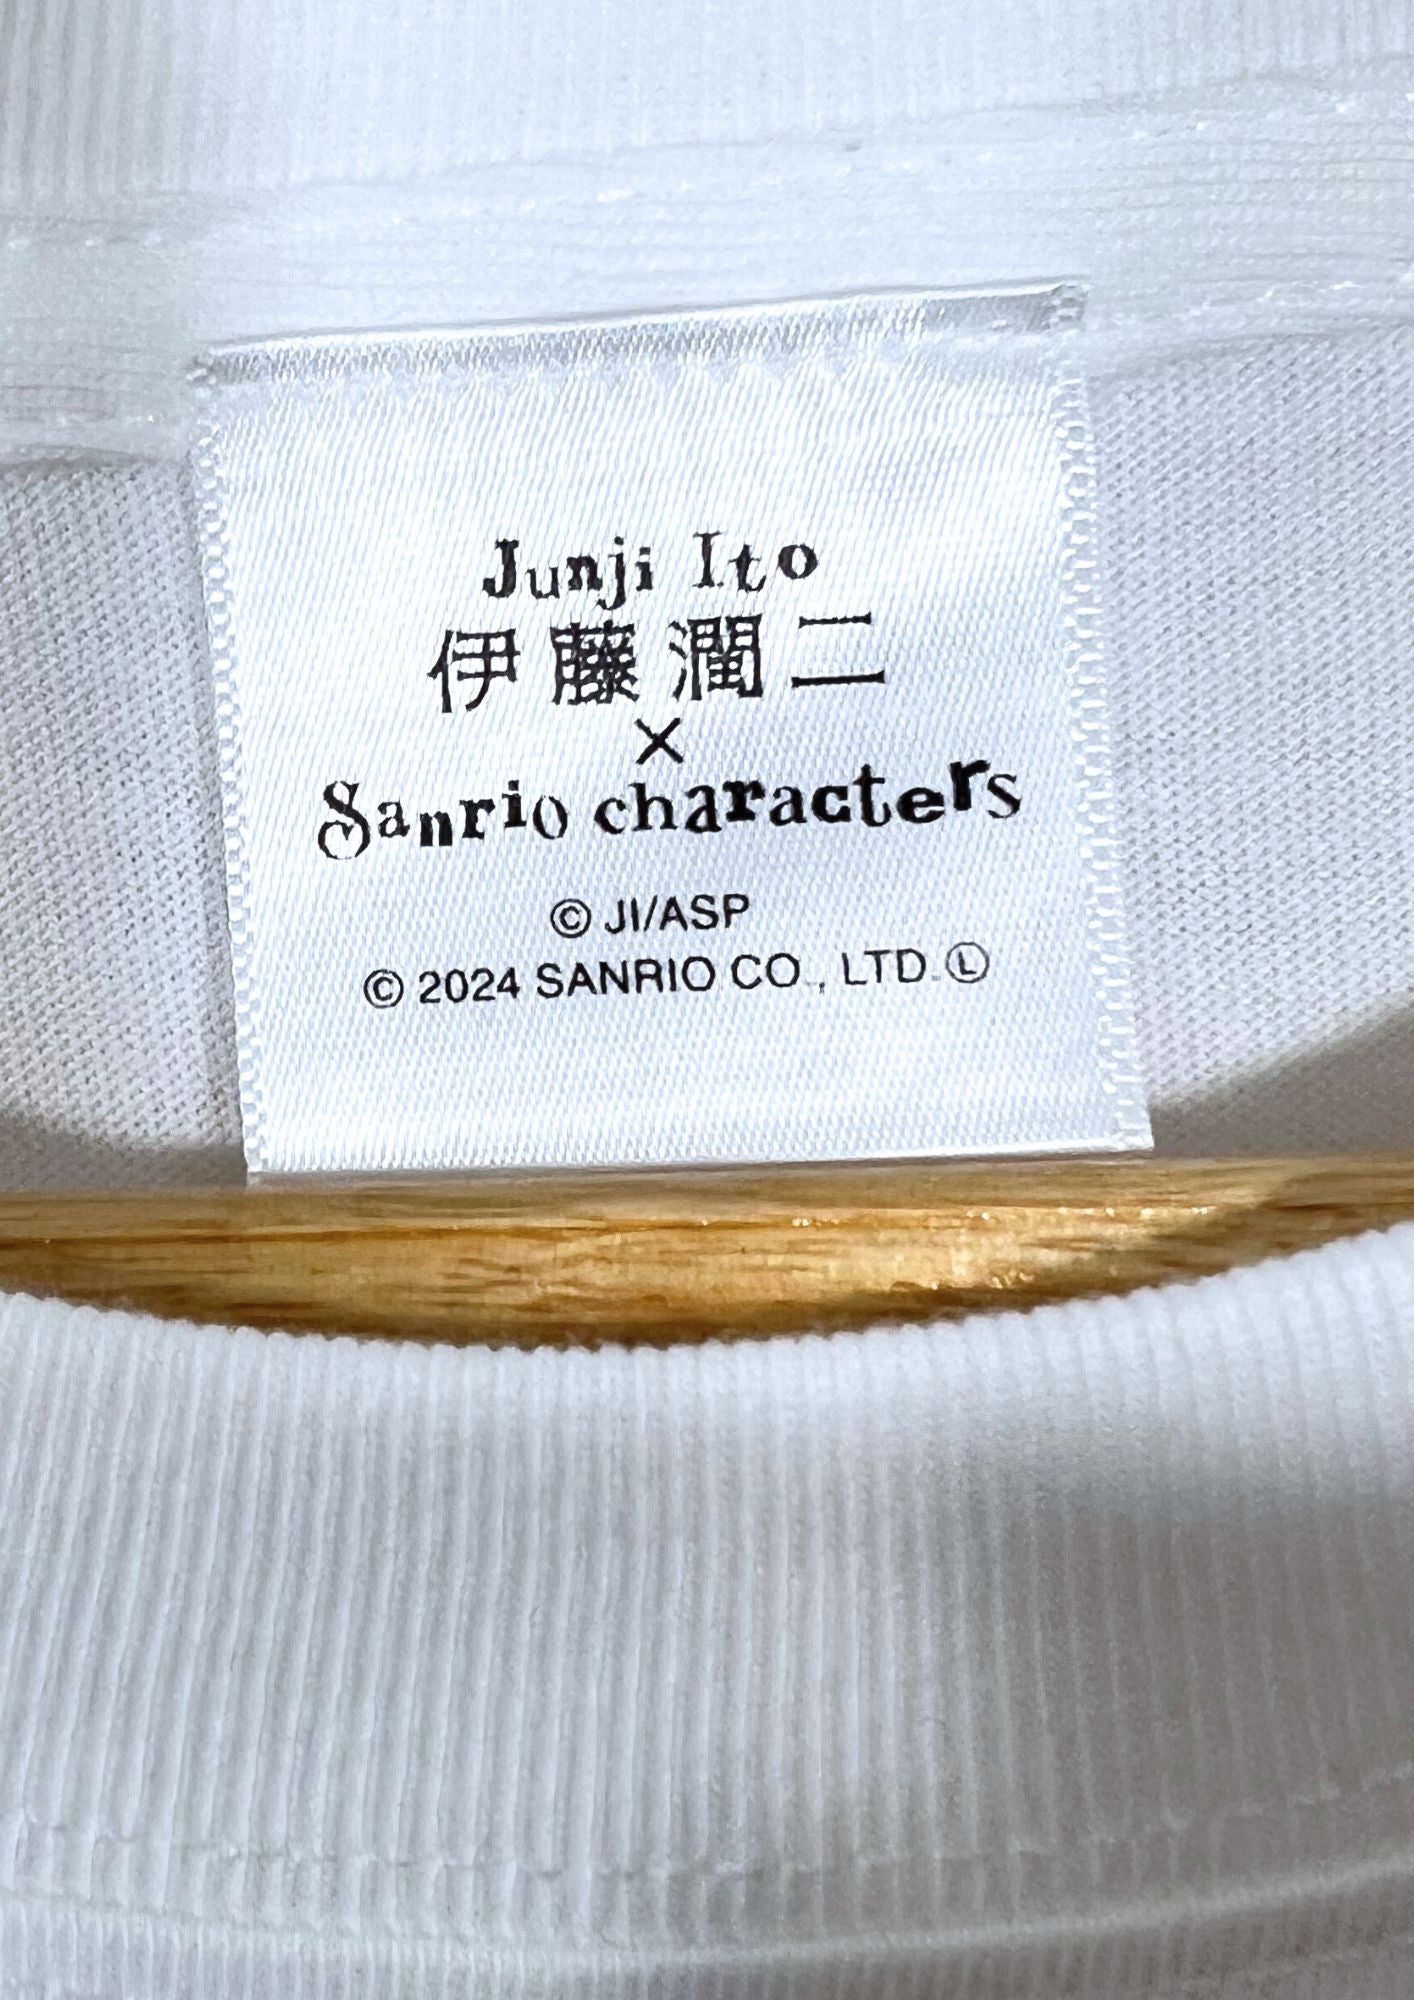 Junji Ito
伊藤潤二
×
Sanrio characters
© JI/ASP
© 2024 SANRIO CO., LTD. Ⓛ